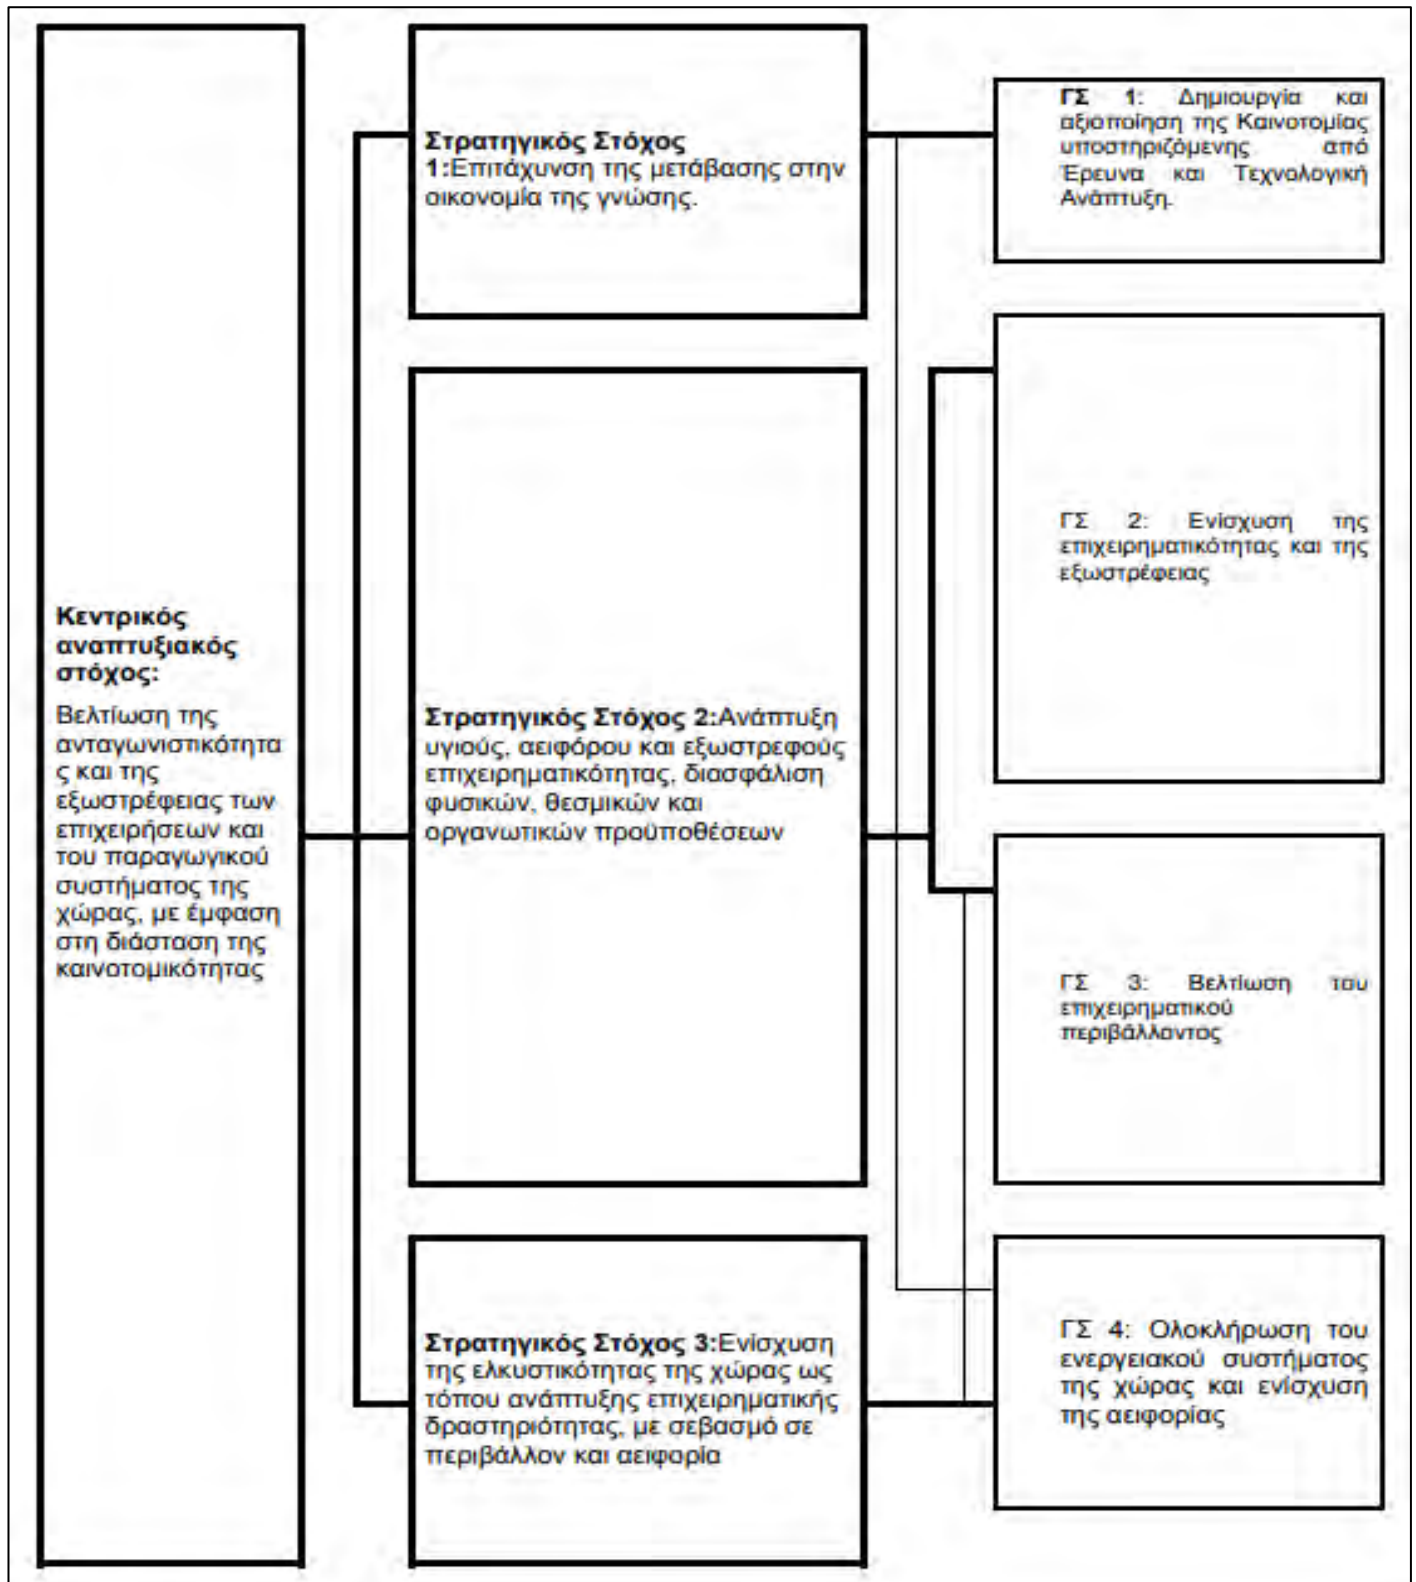 Κεντρικός
αναπτυξιακός
στόχος:
Βελτίωση της
ανταγωνιστικότητα
ς και της
εξωστρέφειας των
επιχειρήσεων και
του παραγωγικού
συστήματος της
χώρας, με έμφαση
στη διάσταση της
καινοτομικότητας
Στρατηγικός Στόχος
1:Επιτάχυνση της μετάβασης στην
οικονομία της γνώσης.
Στρατηγικός Στόχος 2:Ανάπτυξη
υγιούς, αειφόρου και εξωστρεφούς
επιχειρηματικότητας, διασφάλιση
φυσικών, θεσμικών και
οργανωτικών προϋποθέσεων
Στρατηγικός Στόχος 3:Ενίσχυση
της ελκυστικότητας της χώρας ως
τόπου ανάπτυξης επιχειρηματικής
δραστηριότητας, με σεβασμό σε
περιβάλλον και αειφορία
ΓΣ 1: Δημιουργία και
αξιοποίηση της Καινοτομίας
υποστηριζόμενης από
Έρευνα και Τεχνολογική
Ανάπτυξη.
ΓΣ 2: Ενίσχυση της
επιχειρηματικότητας και της
εξωστρέφειας
ΓΣ 3: Βελτίωση του
επιχειρηματικού
περιβάλλοντος
ΓΣ 4: Ολοκλήρωση του
ενεργειακού συστήματος
της χώρας και ενίσχυση
της αειφορίας